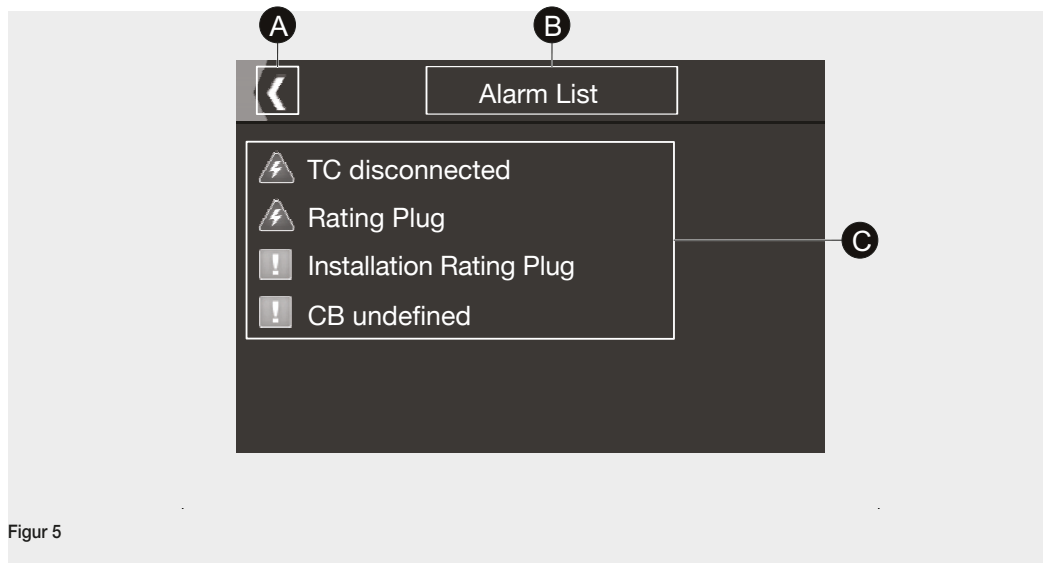 A
B
Alarm List
TC disconnected
Rating Plug
C
Installation Rating Plug
CB undefined
Figur 5